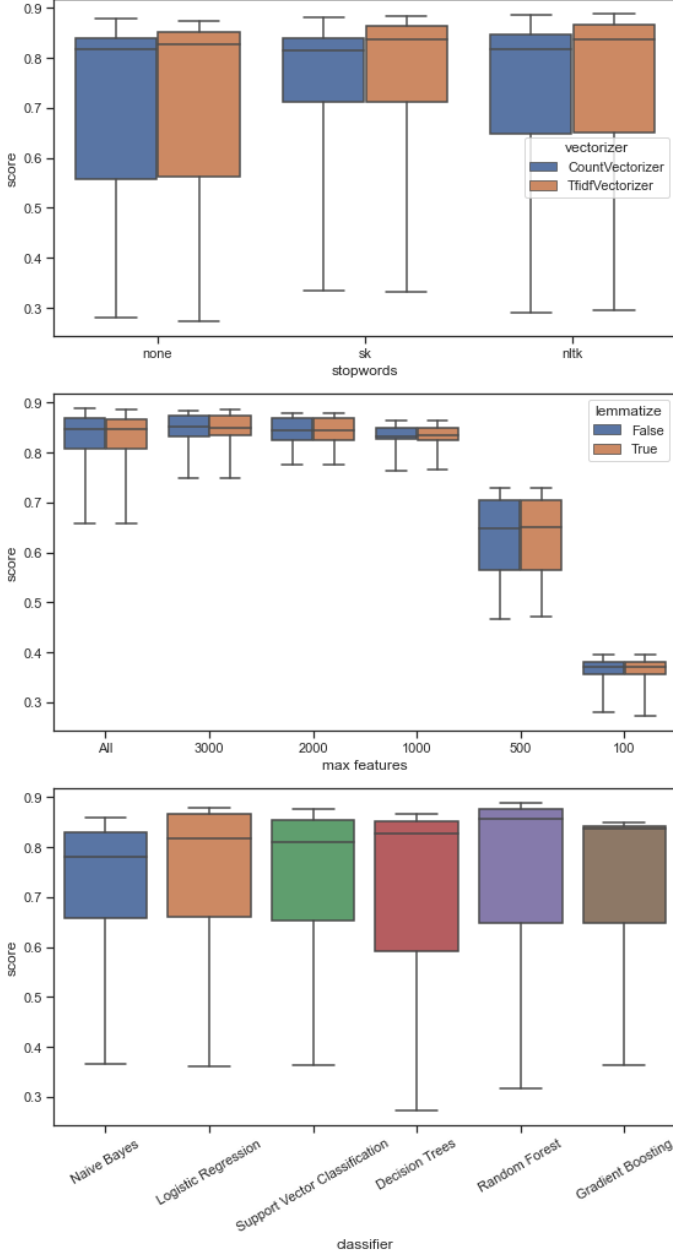 0.9
0.8
0.7
0.6
0.5
0.4
0.3
score
vectorizer
CountVectorizer
TfidfVectorizer
none sk nltk
stopwords
0.9
0.8
0.7
0.6
0.5
0.4
0.3
score
lemmatize
False
True
All 3000 2000 1000 500 100
max features
0.9
0.8
0.7
0.6
0.5
0.4
0.3
score
Naive Bayes
Logistic Regression
Support Vector Classification
Decision Trees
Random Forest
Gradient Boosting
classifier